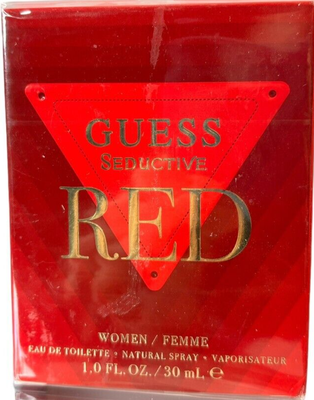 GUESS
SEDUCTIVE
RED
WOMEN / FEMME
EAU DE TOILETTE • NATURAL SPRAY • VAPORISATEUR
1.0 FL. OZ. / 30 mL ℮